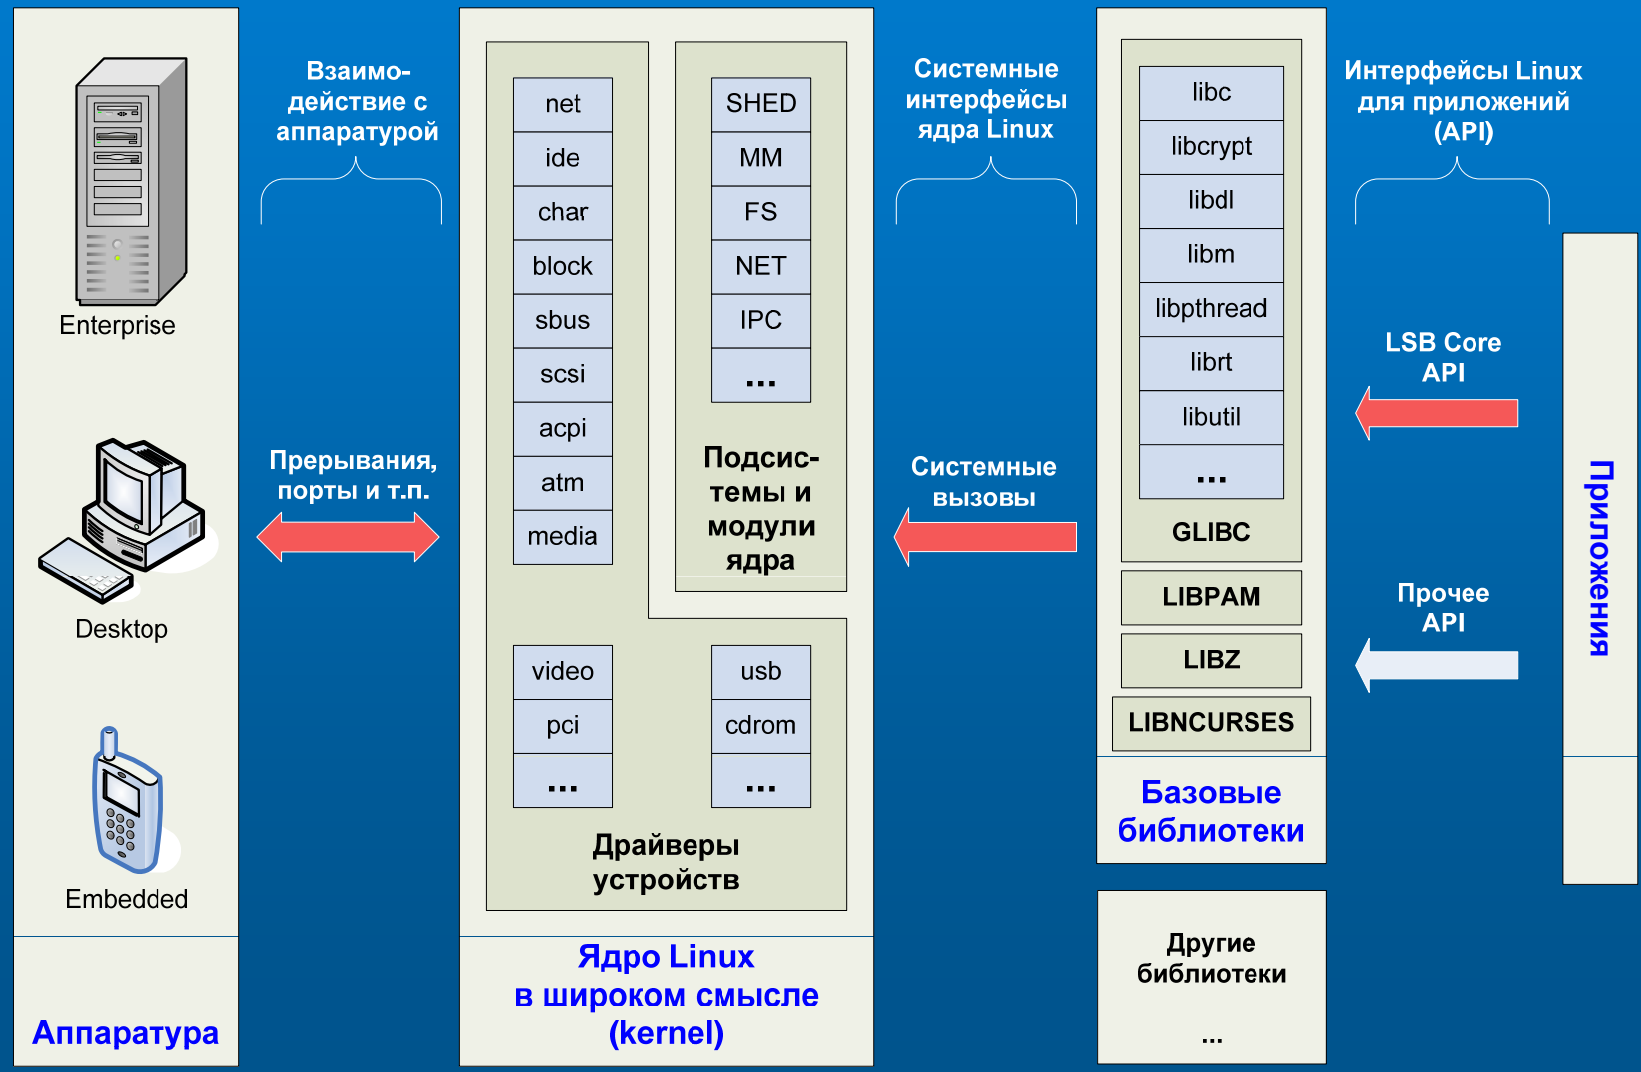 Enterprise
Desktop
Embedded
Аппаратура
Взаимо-
действие с
аппаратурой
Прерывания,
порты и т.п.
net
ide
char
block
sbus
scsi
acpi
atm
media
video
pci
...
SHED
MM
FS
NET
IPC
...
Подсис-
темы и
модули
ядра
usb
cdrom
...
Драйверы
устройств
Ядро Linux
в широком смысле
(kernel)
Системные
интерфейсы
ядра Linux
Системные
вызовы
libc
libcrypt
libdl
libm
libpthread
librt
libutil
...
GLIBC
LIBPAM
LIBZ
LIBNCURSES
Базовые
библиотеки
Другие
библиотеки
...
Интерфейсы Linux
для приложений
(API)
LSB Core
API
Прочее
API
Приложения